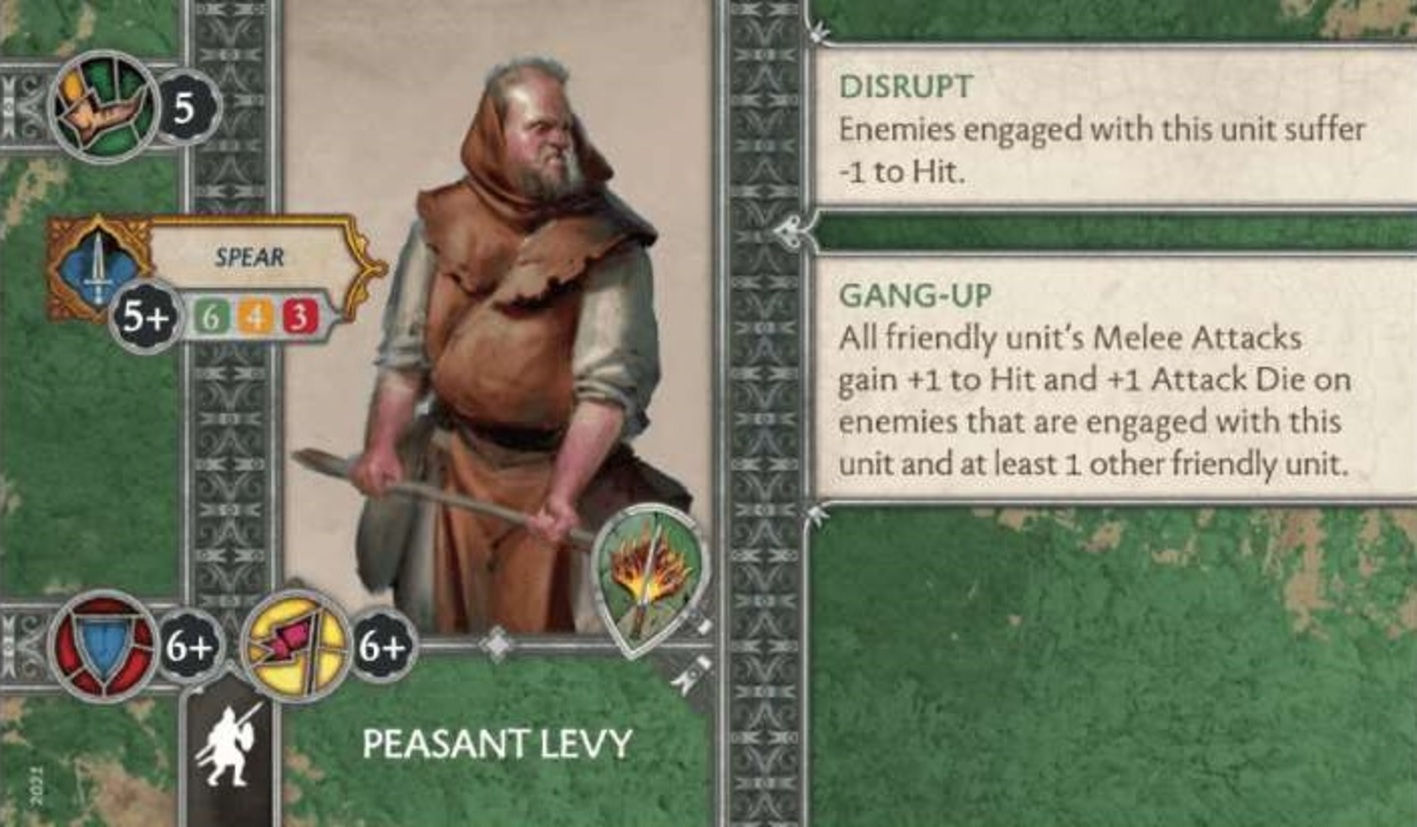 5
SPEAR
5+ 6 4 3
6+ 6+
PEASANT LEVY
2021
DISRUPT
Enemies engaged with this unit suffer
-1 to Hit.
GANG-UP
All friendly unit's Melee Attacks
gain +1 to Hit and +1 Attack Die on
enemies that are engaged with this
unit and at least 1 other friendly unit.